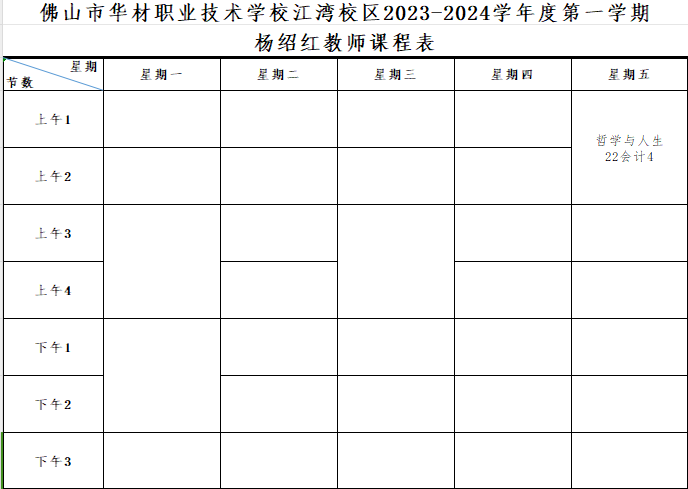 佛山市华材职业技术学校江湾校区2023-2024学年度第一学期
杨绍红教师课程表
星期
节数
星期一
星期二
星期三
星期四
星期五
上午1
哲学与人生
22会计4
上午2
上午3
上午4
下午1
下午2
下午3